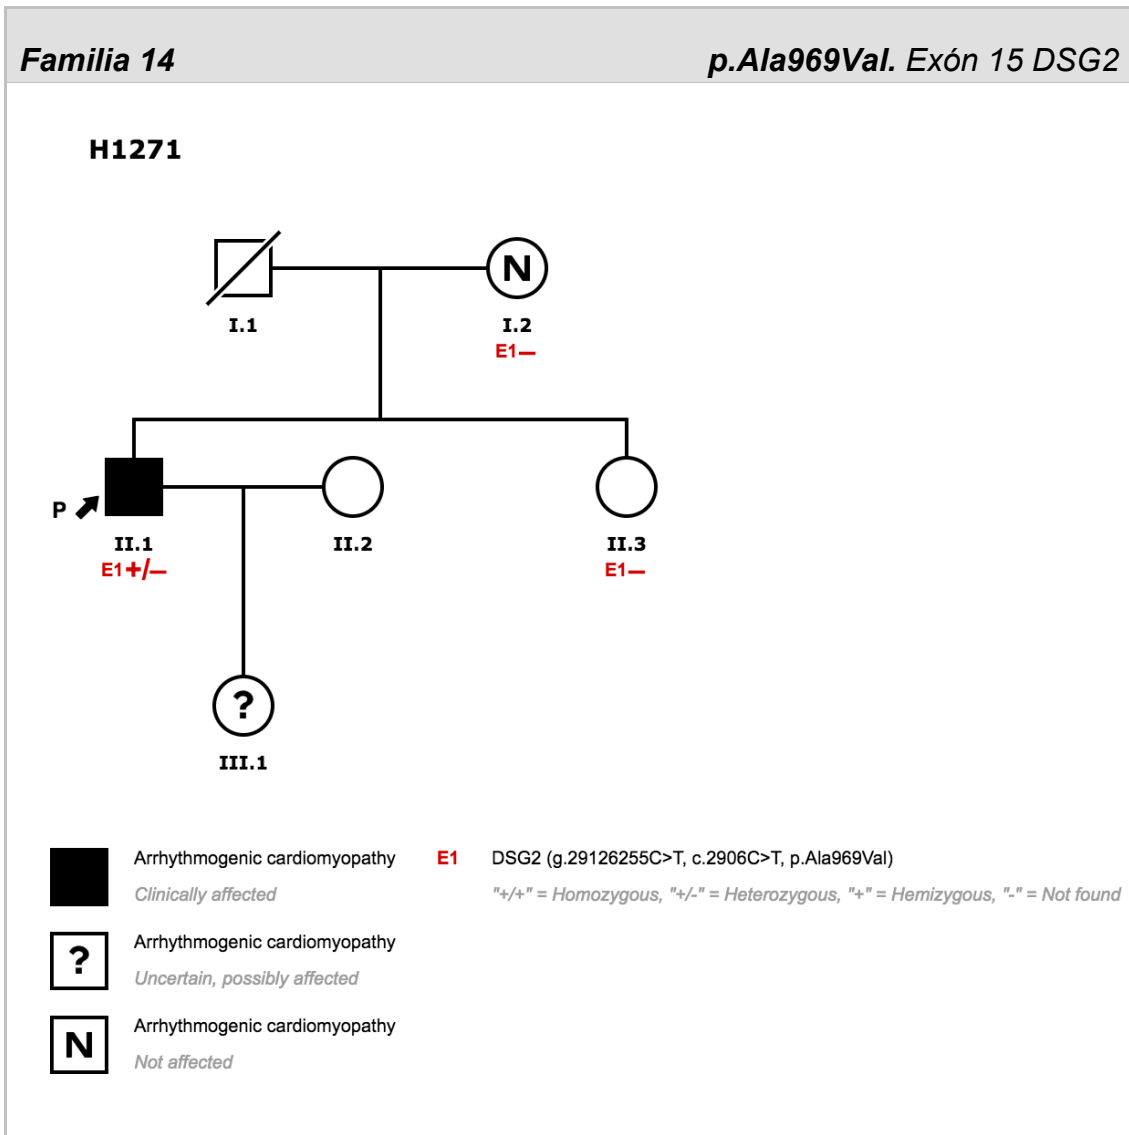 Familia 14
p.Ala969Val. Exón 15 DSG2
H1271
N
I.1
I.2
E1—
P
II.1
E1+/—
II.2
II.3
E1—
?
III.1
Arrhythmogenic cardiomyopathy
Clinically affected
E1 DSG2 (g.29126255C>T, c.2906C>T, p.Ala969Val)
"+/+" = Homozygous, "+/-" = Heterozygous, "+" = Hemizygous, "-" = Not found
?
Arrhythmogenic cardiomyopathy
Uncertain, possibly affected
N
Arrhythmogenic cardiomyopathy
Not affected